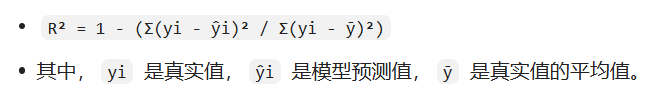 • R² = 1 - (Σ(yi - ŷi)² / Σ(yi - ȳ)²)
• 其中， yi 是真实值， ŷi 是模型预测值， ȳ 是真实值的平均值。